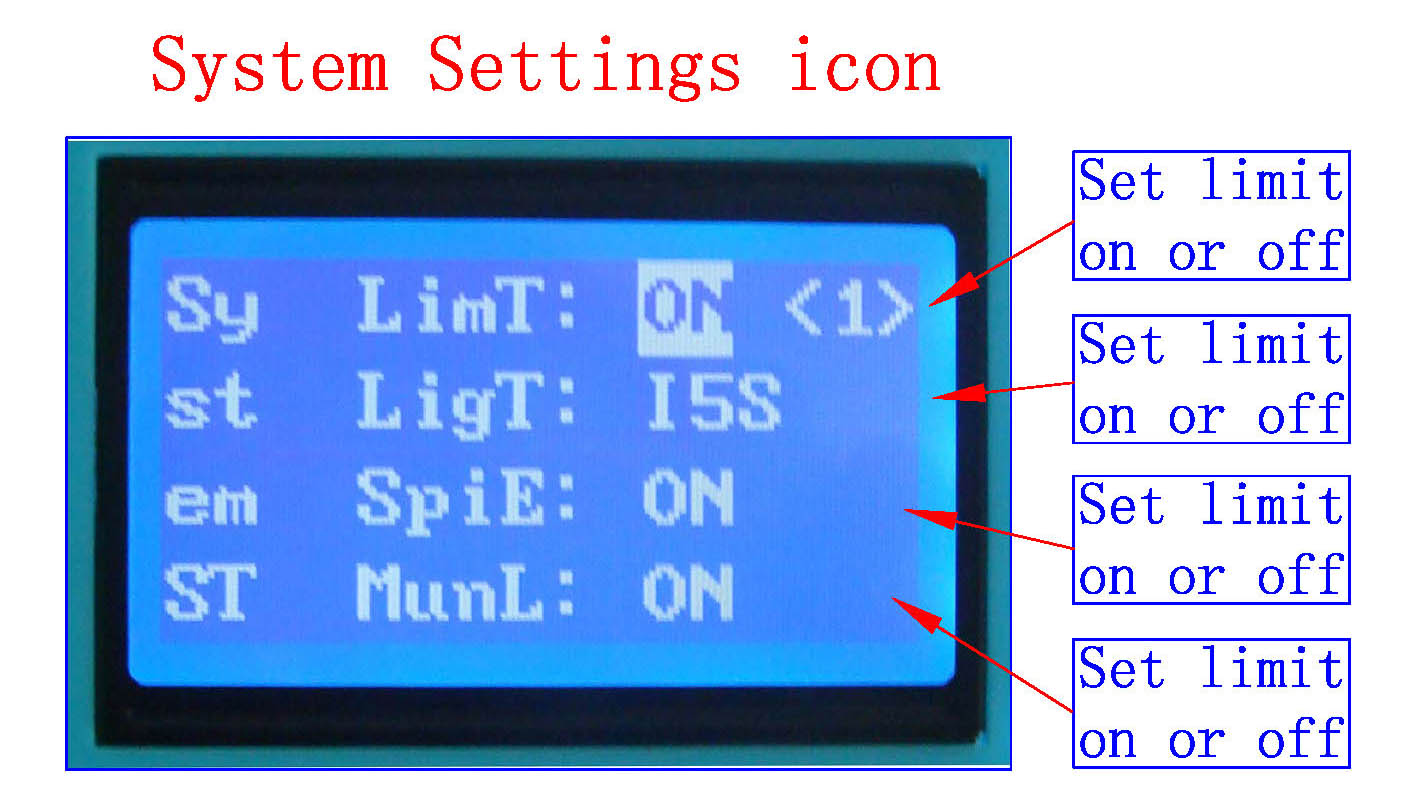 System Settings icon
Sy LimT: ON <1>
st LigT: I5S
em SpiE: ON
ST MunL: ON
Set limit
on or off
Set limit
on or off
Set limit
on or off
Set limit
on or off